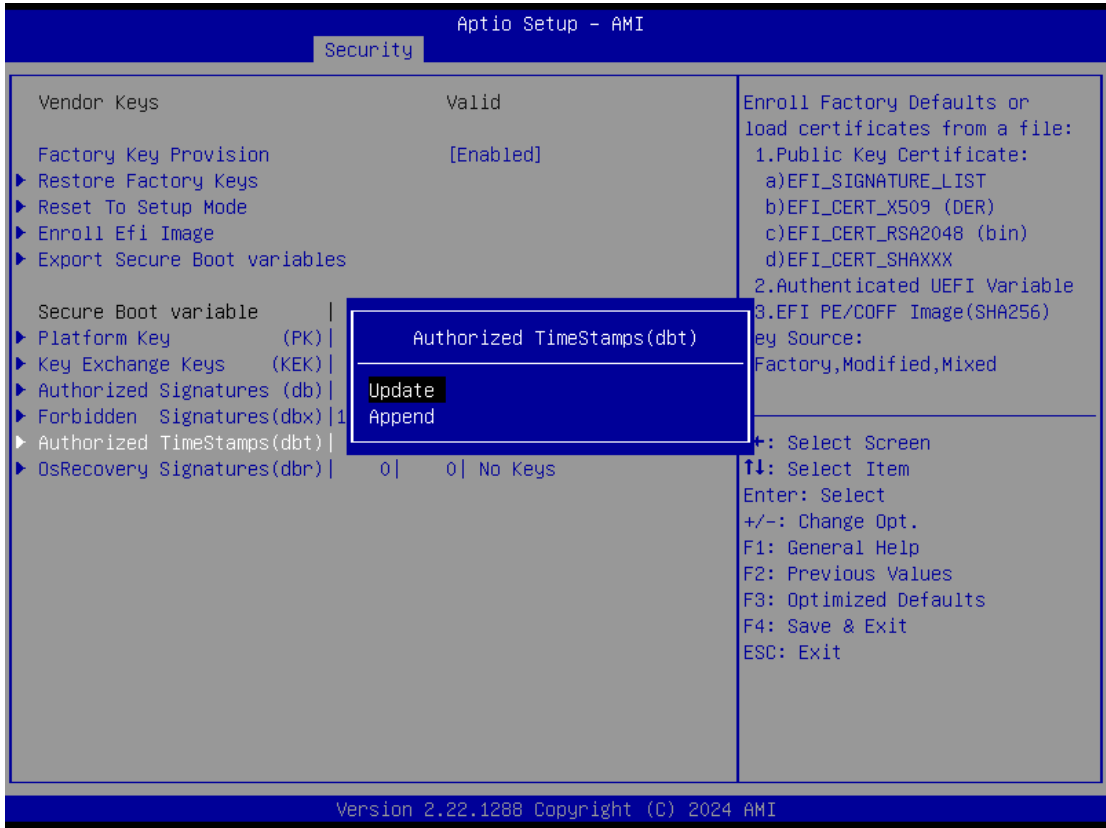 Aptio Setup – AMI
Security
Vendor Keys Valid
Factory Key Provision [Enabled]
Restore Factory Keys
Reset To Setup Mode
Enroll Efi Image
Export Secure Boot variables
Secure Boot variable |
Platform Key (PK)|
Key Exchange Keys (KEK)|
Authorized Signatures (db)|
Forbidden Signatures(dbx)|1
Authorized TimeStamps(dbt)|
OsRecovery Signatures(dbr)| 0| 0| No Keys
Authorized TimeStamps(dbt)
Update
Append
Enroll Factory Defaults or
load certificates from a file:
1.Public Key Certificate:
a)EFI_SIGNATURE_LIST
b)EFI_CERT_X509 (DER)
c)EFI_CERT_RSA2048 (bin)
d)EFI_CERT_SHAXXX
2.Authenticated UEFI Variable
3.EFI PE/COFF Image(SHA256)
ey Source:
Factory,Modified,Mixed
: Select Screen
↑↓: Select Item
Enter: Select
+/-: Change Opt.
F1: General Help
F2: Previous Values
F3: Optimized Defaults
F4: Save & Exit
ESC: Exit
Version 2.22.1288 Copyright (C) 2024 AMI